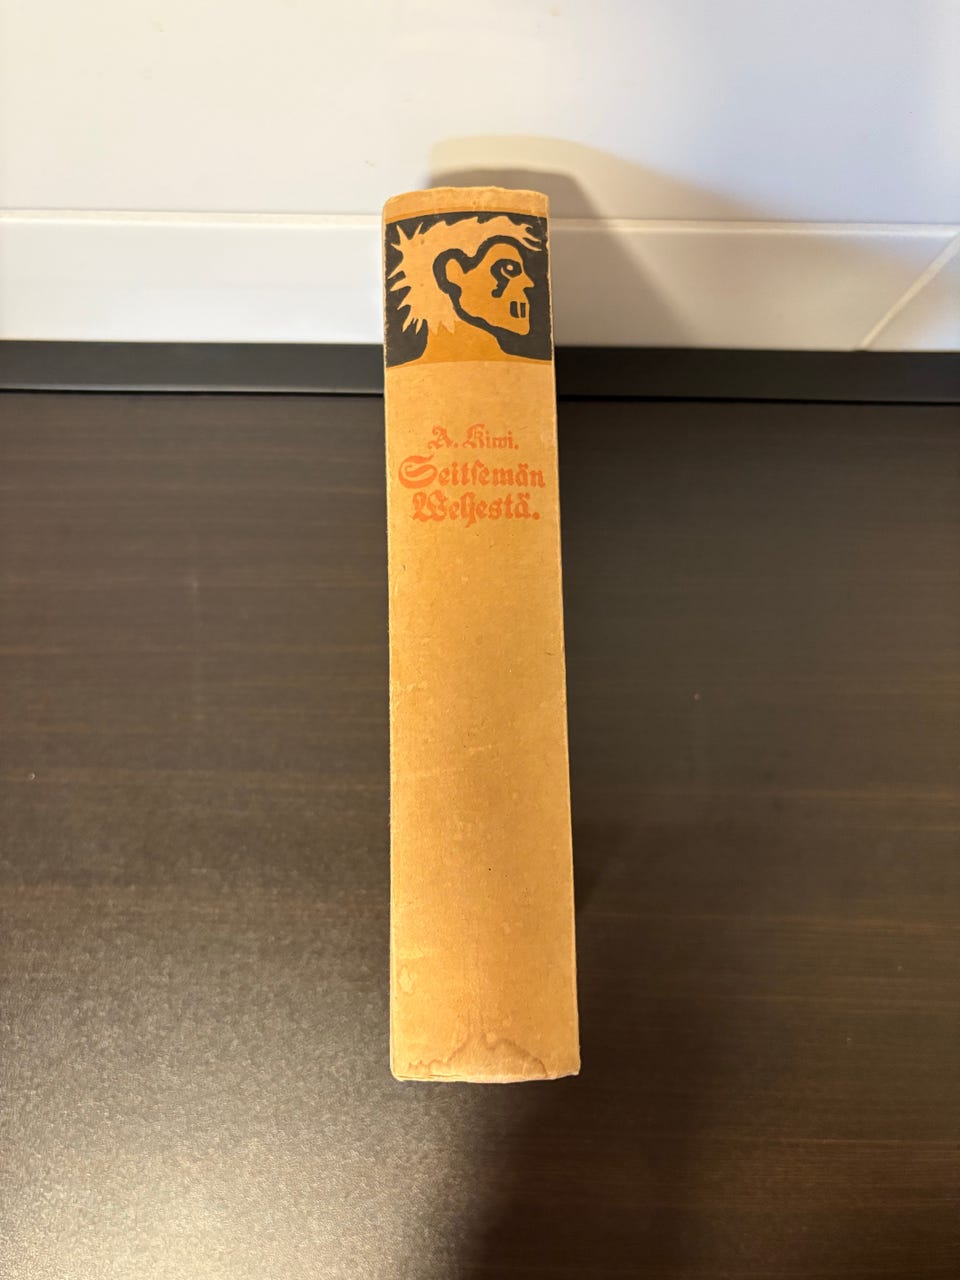 A. Kiwi.
Seitſemän
Weljestä.